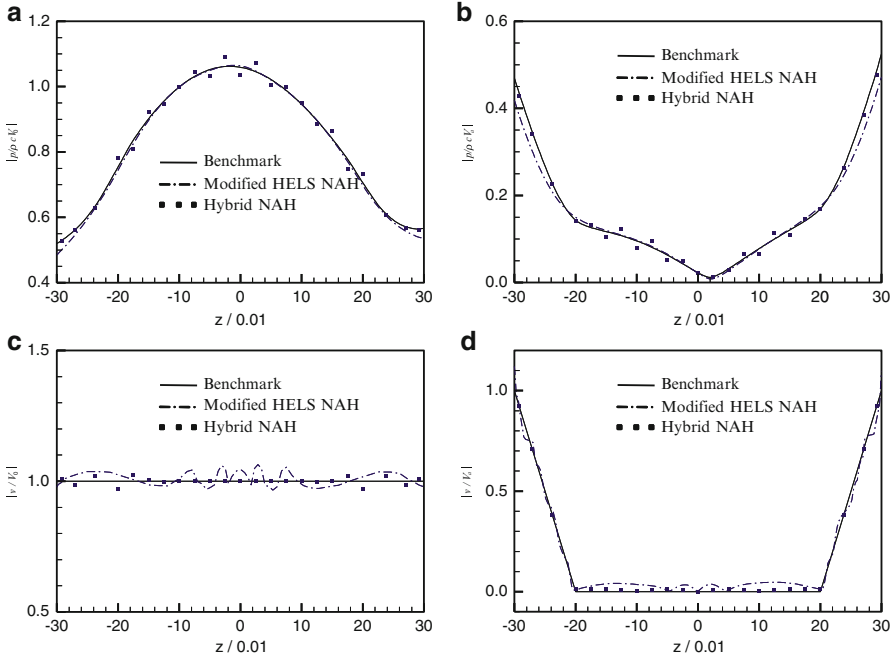 a
1.2
1.0
0.8
0.6
0.4
-30 -20 -10 0 10 20 30
z / 0.01
Benchmark
Modified HELS NAH
Hybrid NAH
b
0.6
0.4
0.2
0.0
-30 -20 -10 0 10 20 30
z / 0.01
Benchmark
Modified HELS NAH
Hybrid NAH
c
1.5
1.0
0.5
-30 -20 -10 0 10 20 30
z / 0.01
|v / V₀|
Benchmark
Modified HELS NAH
Hybrid NAH
d
1.0
0.5
0.0
-30 -20 -10 0 10 20 30
z / 0.01
Benchmark
Modified HELS NAH
Hybrid NAH